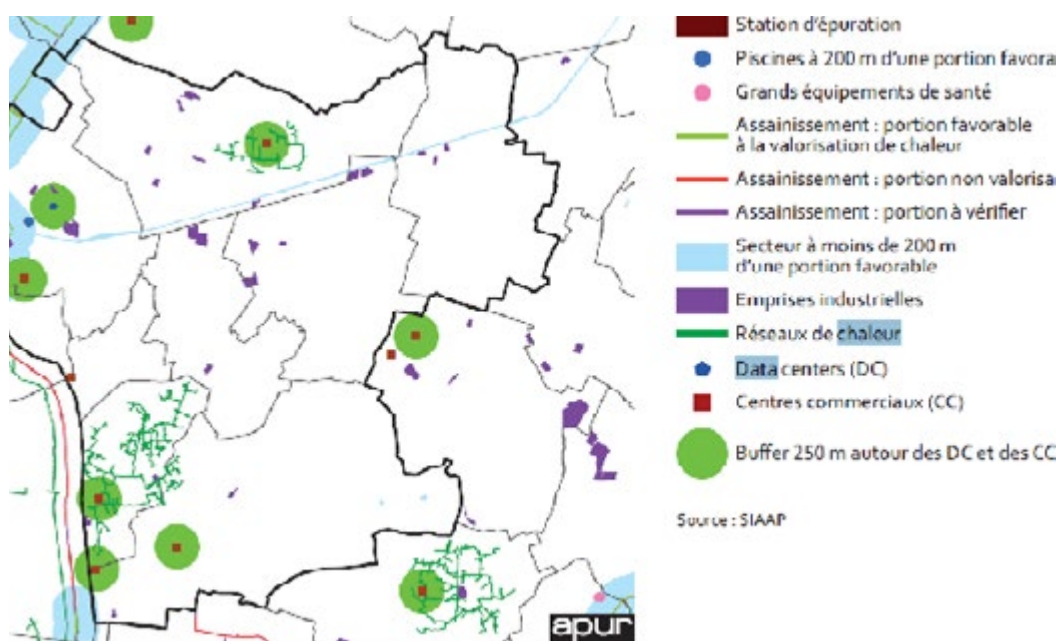 Station d'épuration
Piscines à 200 m d'une portion favora
Grands équipements de santé
Assainissement : portion favorable
à la valorisation de chaleur
Assainissement : portion non valorisa
Assainissement : portion à vérifier
Secteur à moins de 200 m
d'une portion favorable
Emprises industrielles
Réseaux de chaleur
Data centers (DC)
Centres commerciaux (CC)
Buffer 250 m autour des DC et des CC
Source : SIAAP
apur